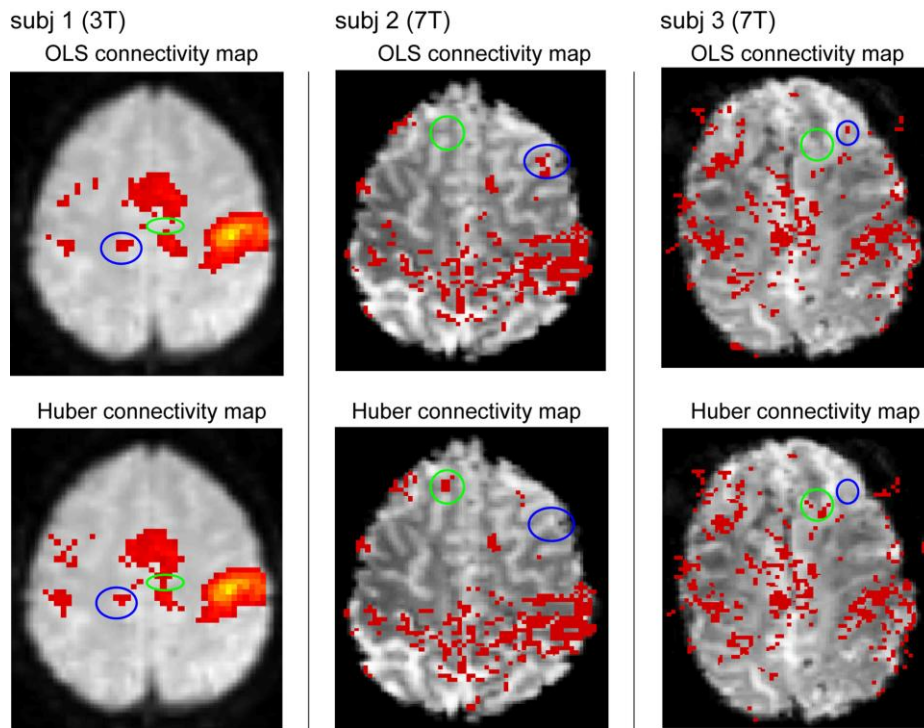 subj 1 (3T)
OLS connectivity map
Huber connectivity map
subj 2 (7T)
OLS connectivity map
Huber connectivity map
subj 3 (7T)
OLS connectivity map
Huber connectivity map